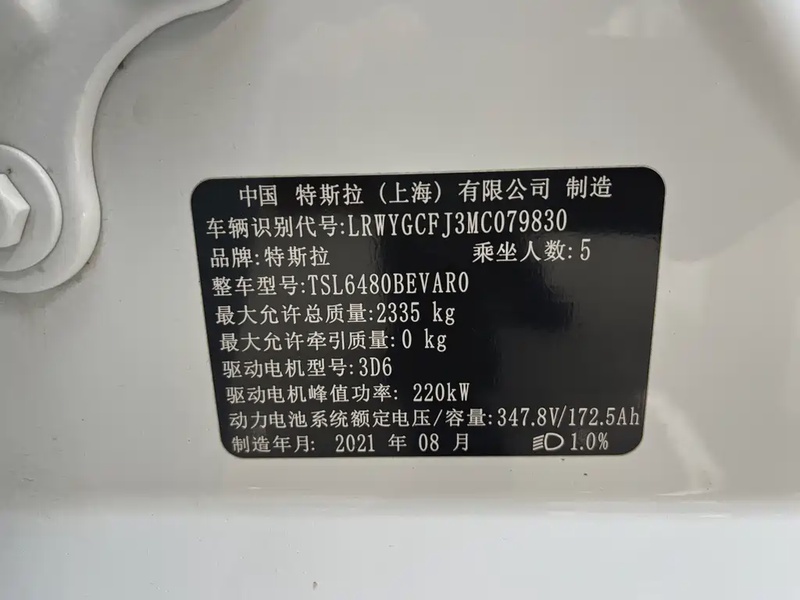 中国 特斯拉 (上海) 有限公司 制造
车辆识别代号:LRWYGCFJ3MC079830
品牌:特斯拉 乘坐人数:5
整车型号:TSL6480BEVAR0
最大允许总质量:2335 kg
最大允许牵引质量:0 kg
驱动电机型号:3D6
驱动电机峰值功率: 220kW
动力电池系统额定电压/容量:347.8V/172.5Ah
制造年月: 2021 年 08 月 1.0%